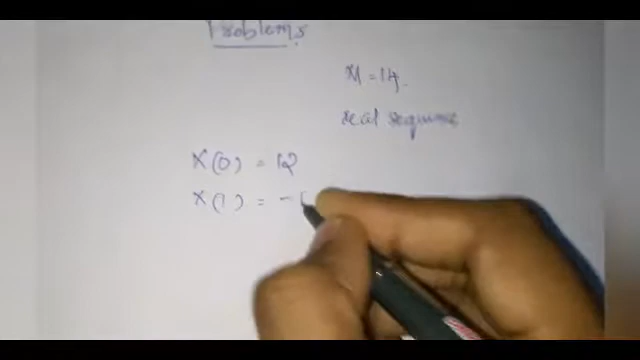 Problems.
N = 14.
real sequence
X(0) = 12
X(1) = -